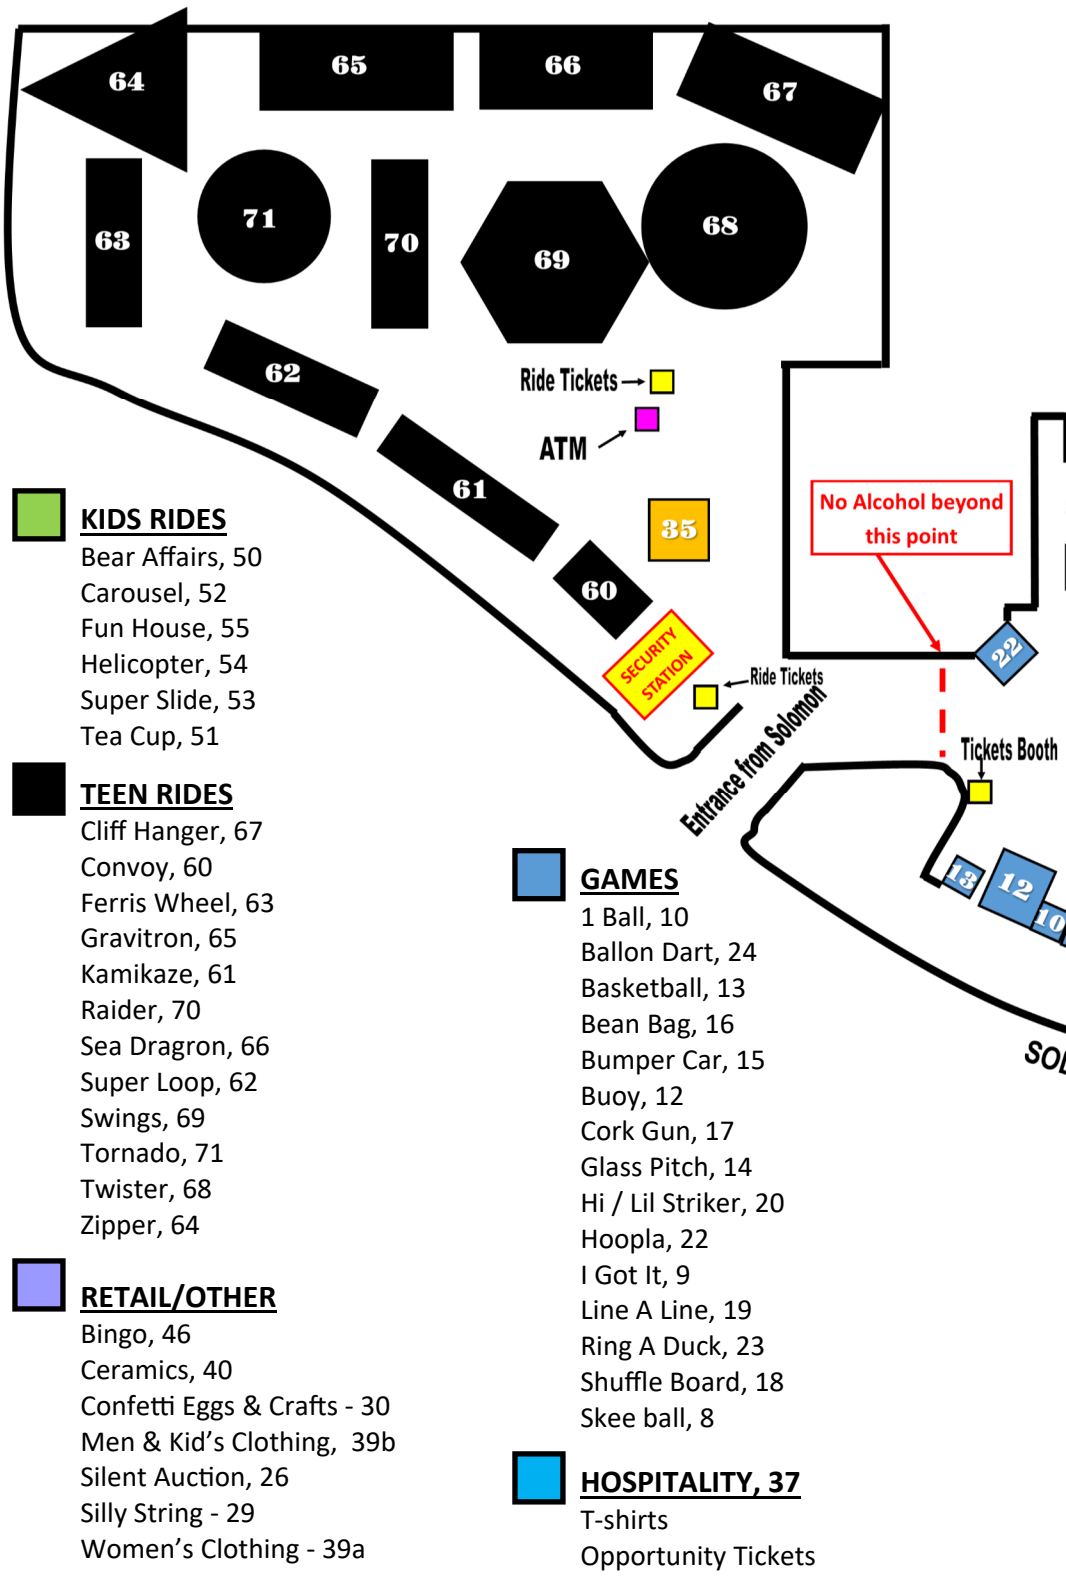 64
65
66
67
63
71
70
69
68
62
Ride Tickets
ATM
61
35
60
No Alcohol beyond
this point
22
SECURITY
STATION
Ride Tickets
Entrance from Solomon
Tickets Booth
13
12
10
KIDS RIDES
Bear Affairs, 50
Carousel, 52
Fun House, 55
Helicopter, 54
Super Slide, 53
Tea Cup, 51
TEEN RIDES
Cliff Hanger, 67
Convoy, 60
Ferris Wheel, 63
Gravitron, 65
Kamikaze, 61
Raider, 70
Sea Dragron, 66
Super Loop, 62
Swings, 69
Tornado, 71
Twister, 68
Zipper, 64
RETAIL/OTHER
Bingo, 46
Ceramics, 40
Confetti Eggs & Crafts - 30
Men & Kid's Clothing, 39b
Silent Auction, 26
Silly String - 29
Women's Clothing - 39a
GAMES
1 Ball, 10
Ballon Dart, 24
Basketball, 13
Bean Bag, 16
Bumper Car, 15
Buoy, 12
Cork Gun, 17
Glass Pitch, 14
Hi / Lil Striker, 20
Hoopla, 22
I Got It, 9
Line A Line, 19
Ring A Duck, 23
Shuffle Board, 18
Skee ball, 8
HOSPITALITY, 37
T-shirts
Opportunity Tickets